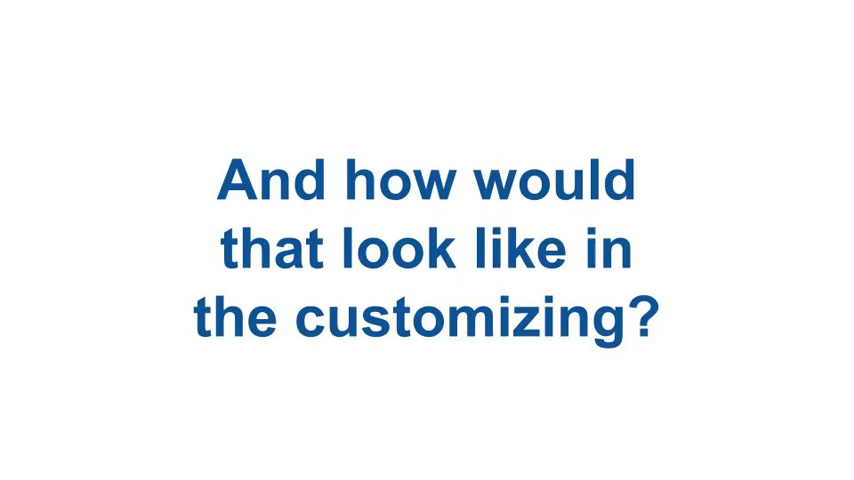 And how would
that look like in
the customizing?